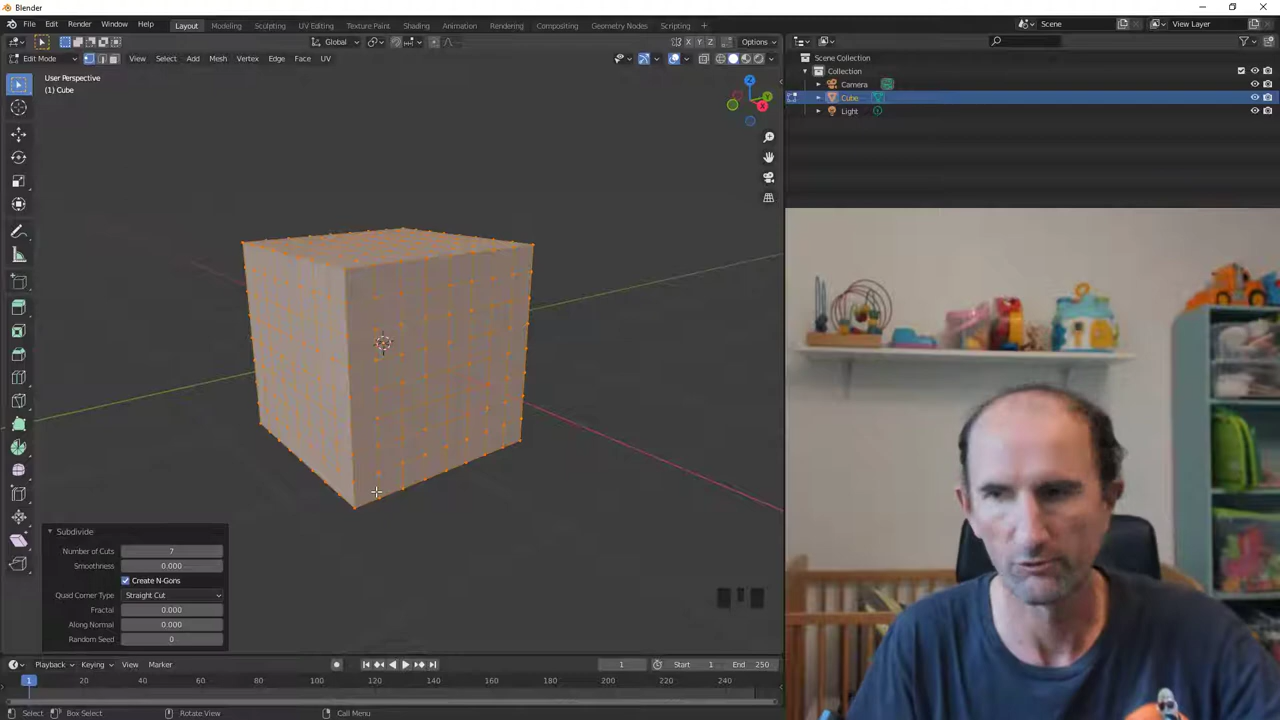 Blender
File Edit Render Window Help
Layout Modeling Sculpting UV Editing Texture Paint Shading Animation Rendering Compositing Geometry Nodes Scripting +
Scene
View Layer
Global
X Y Z
Options
Edit Mode
View Select Add Mesh Vertex Edge Face UV
User Perspective
(1) Cube
Z
Y
X
Scene Collection
Collection
Camera
Cube
Light
Subdivide
Number of Cuts 7
Smoothness 0.000
Create N-Gons
Quad Corner Type Straight Cut
Fractal 0.000
Along Normal 0.000
Random Seed 0
Playback Keying View Marker
1
Start 1
End 250
1 20 40 60 80 100 120 140 160 180 200 220 240
Select Box Select Rotate View Call Menu